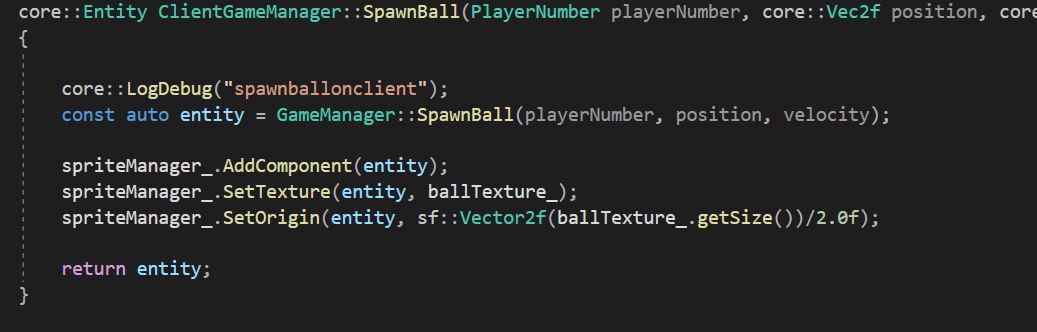 core::Entity ClientGameManager::SpawnBall(PlayerNumber playerNumber, core::Vec2f position, core
{
core::LogDebug("spawnballonclient");
const auto entity = GameManager::SpawnBall(playerNumber, position, velocity);
spriteManager_.AddComponent(entity);
spriteManager_.SetTexture(entity, ballTexture_);
spriteManager_.SetOrigin(entity, sf::Vector2f(ballTexture_.getSize())/2.0f);
return entity;
}